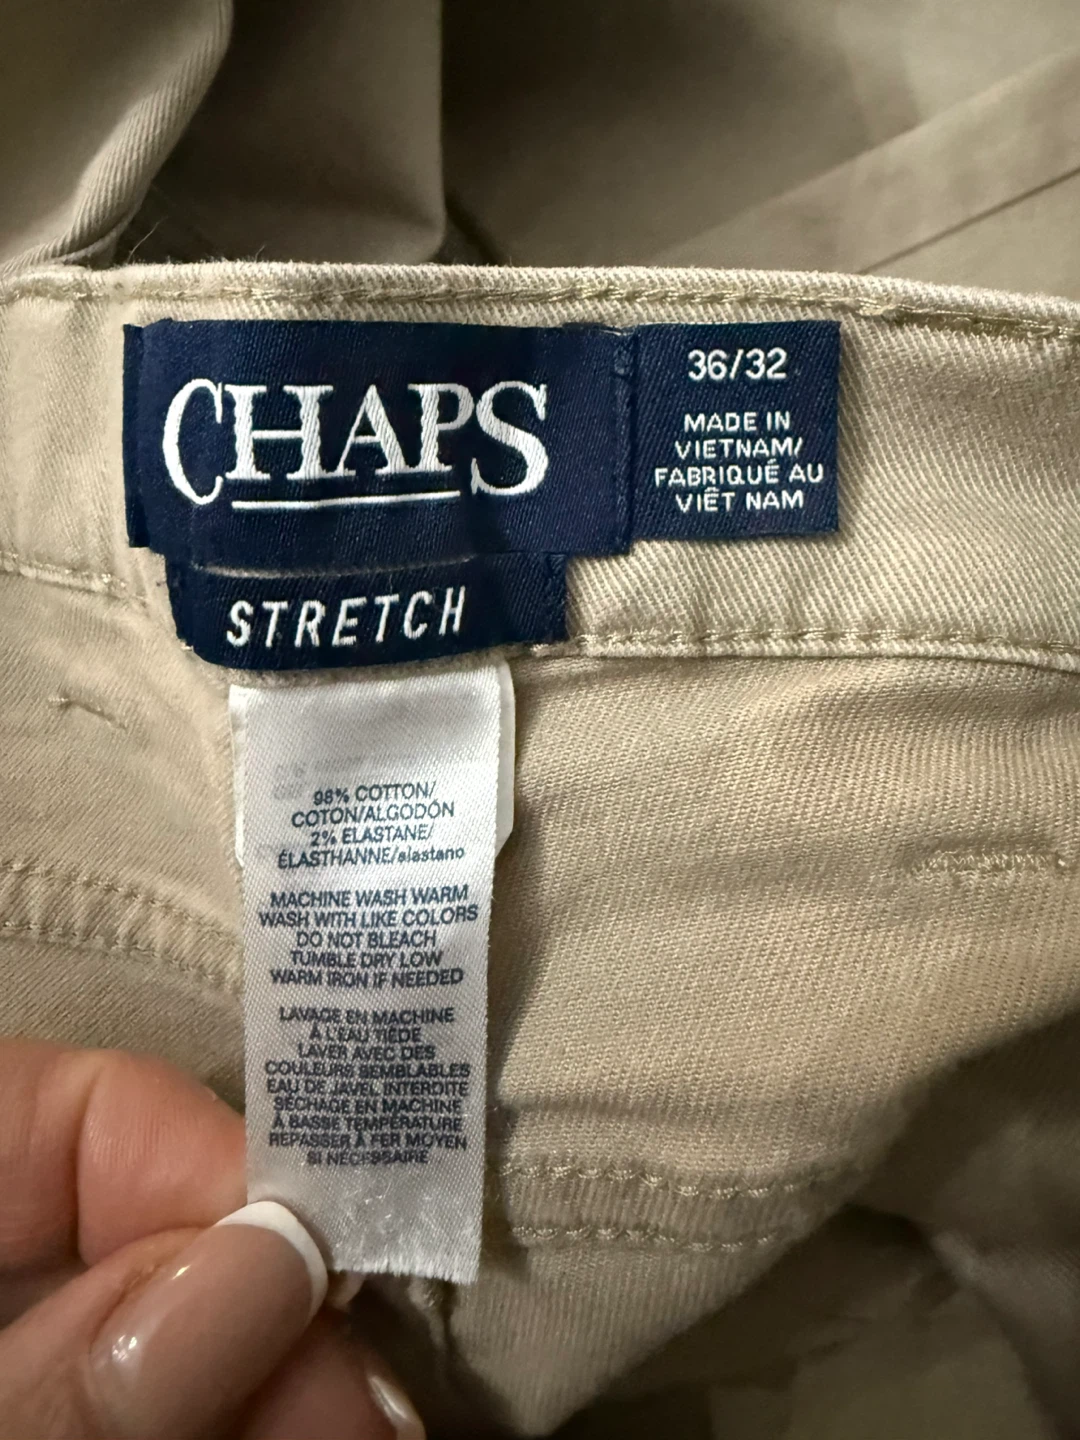 CHAPS
STRETCH
36/32
MADE IN
VIETNAM/
FABRIQUÉ AU
VIÊT NAM
98% COTTON/
COTON/ALGODÓN
2% ELASTANE/
ÉLASTHANNE/elastano
MACHINE WASH WARM
WASH WITH LIKE COLORS
DO NOT BLEACH
TUMBLE DRY LOW
WARM IRON IF NEEDED
LAVAGE EN MACHINE
À L'EAU TIÈDE
LAVER AVEC DES
COULEURS SEMBLABLES
EAU DE JAVEL INTERDITE
SÉCHAGE EN MACHINE
À BASSE TEMPÉRATURE
REPASSER À FER MOYEN
SI NÉCESSAIRE